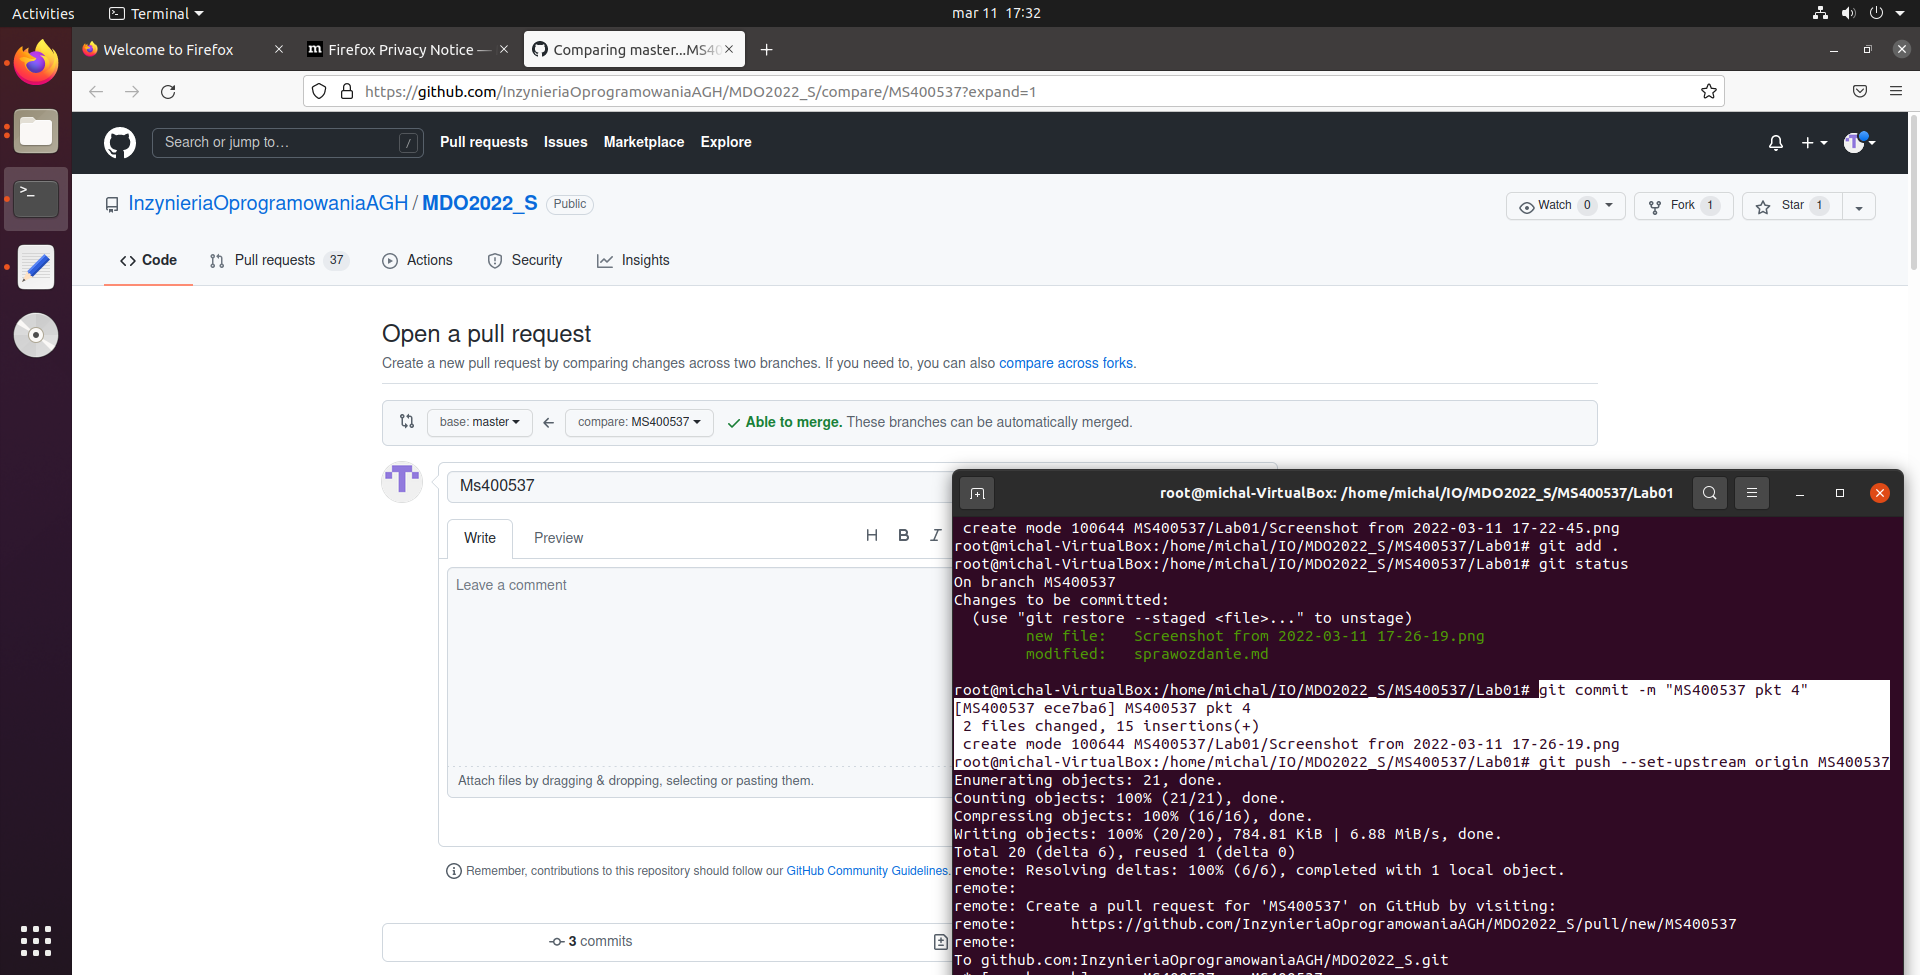 Activities
Terminal
mar 11 17:32
Welcome to Firefox
Firefox Privacy Notice —
Comparing master...MS40
https://github.com/InzynieriaOprogramowaniaAGH/MDO2022_S/compare/MS400537?expand=1
Search or jump to…
/
Pull requests
Issues
Marketplace
Explore
InzynieriaOprogramowaniaAGH / MDO2022_S
Public
Watch 0
Fork 1
Star 1
Code
Pull requests 37
Actions
Security
Insights
Open a pull request
Create a new pull request by comparing changes across two branches. If you need to, you can also compare across forks.
base: master
compare: MS400537
Able to merge. These branches can be automatically merged.
Ms400537
Write
Preview
H B I
Leave a comment
Attach files by dragging & dropping, selecting or pasting them.
Remember, contributions to this repository should follow our GitHub Community Guidelines.
3 commits
root@michal-VirtualBox: /home/michal/IO/MDO2022_S/MS400537/Lab01
create mode 100644 MS400537/Lab01/Screenshot from 2022-03-11 17-22-45.png
root@michal-VirtualBox:/home/michal/IO/MDO2022_S/MS400537/Lab01# git add .
root@michal-VirtualBox:/home/michal/IO/MDO2022_S/MS400537/Lab01# git status
On branch MS400537
Changes to be committed:
(use "git restore --staged <file>..." to unstage)
new file: Screenshot from 2022-03-11 17-26-19.png
modified: sprawozdanie.md
root@michal-VirtualBox:/home/michal/IO/MDO2022_S/MS400537/Lab01# git commit -m "MS400537 pkt 4"
[MS400537 ece7ba6] MS400537 pkt 4
2 files changed, 15 insertions(+)
create mode 100644 MS400537/Lab01/Screenshot from 2022-03-11 17-26-19.png
root@michal-VirtualBox:/home/michal/IO/MDO2022_S/MS400537/Lab01# git push --set-upstream origin MS400537
Enumerating objects: 21, done.
Counting objects: 100% (21/21), done.
Compressing objects: 100% (16/16), done.
Writing objects: 100% (20/20), 784.81 KiB | 6.88 MiB/s, done.
Total 20 (delta 6), reused 1 (delta 0)
remote: Resolving deltas: 100% (6/6), completed with 1 local object.
remote:
remote: Create a pull request for 'MS400537' on GitHub by visiting:
remote: https://github.com/InzynieriaOprogramowaniaAGH/MDO2022_S/pull/new/MS400537
remote:
To github.com:InzynieriaOprogramowaniaAGH/MDO2022_S.git